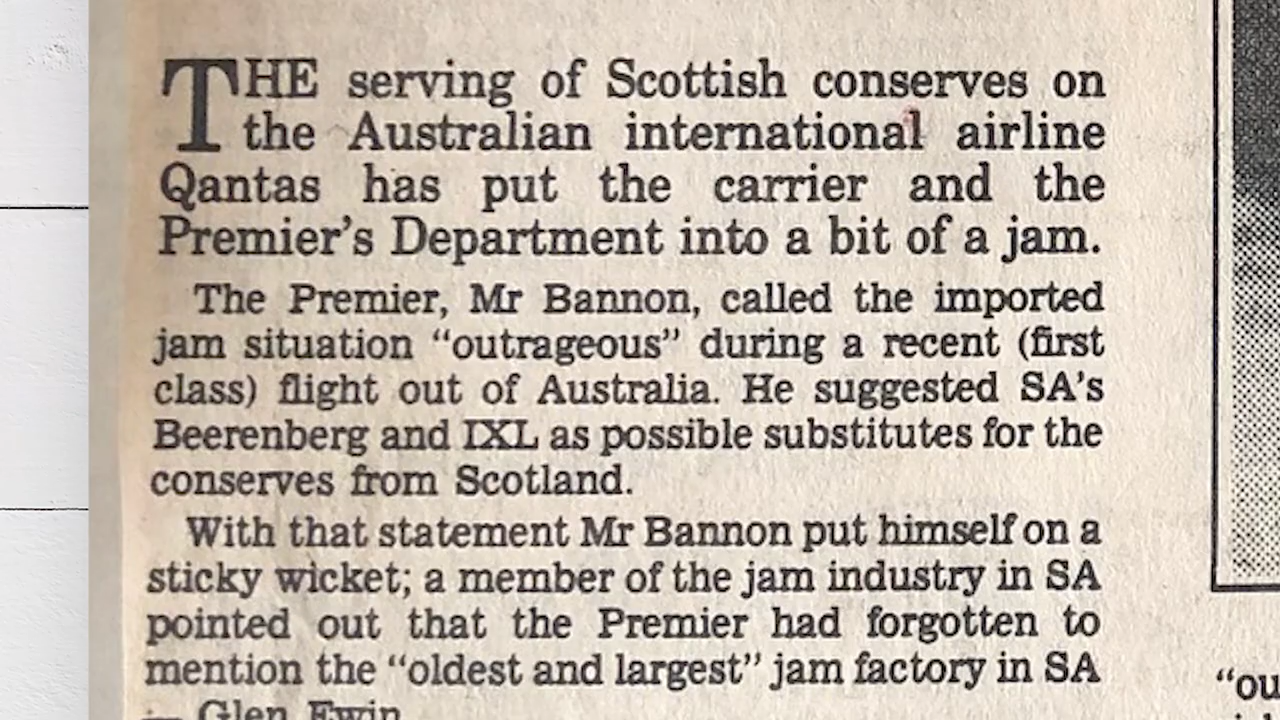 THE serving of Scottish conserves on
the Australian international airline
Qantas has put the carrier and the
Premier's Department into a bit of a jam.
The Premier, Mr Bannon, called the imported
jam situation "outrageous" during a recent (first
class) flight out of Australia. He suggested SA's
Beerenberg and IXL as possible substitutes for the
conserves from Scotland.
With that statement Mr Bannon put himself on a
sticky wicket; a member of the jam industry in SA
pointed out that the Premier had forgotten to
mention the "oldest and largest" jam factory in SA
— Glen Ewin.
"ou